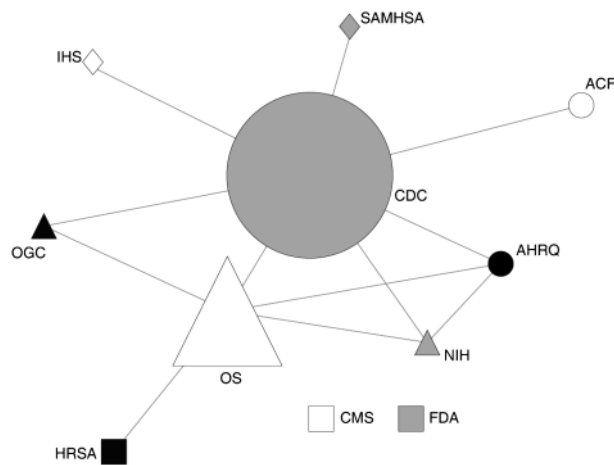 SAMHSA
IHS
ACF
CDC
OGC
AHRQ
NIH
OS
CMS
FDA
HRSA